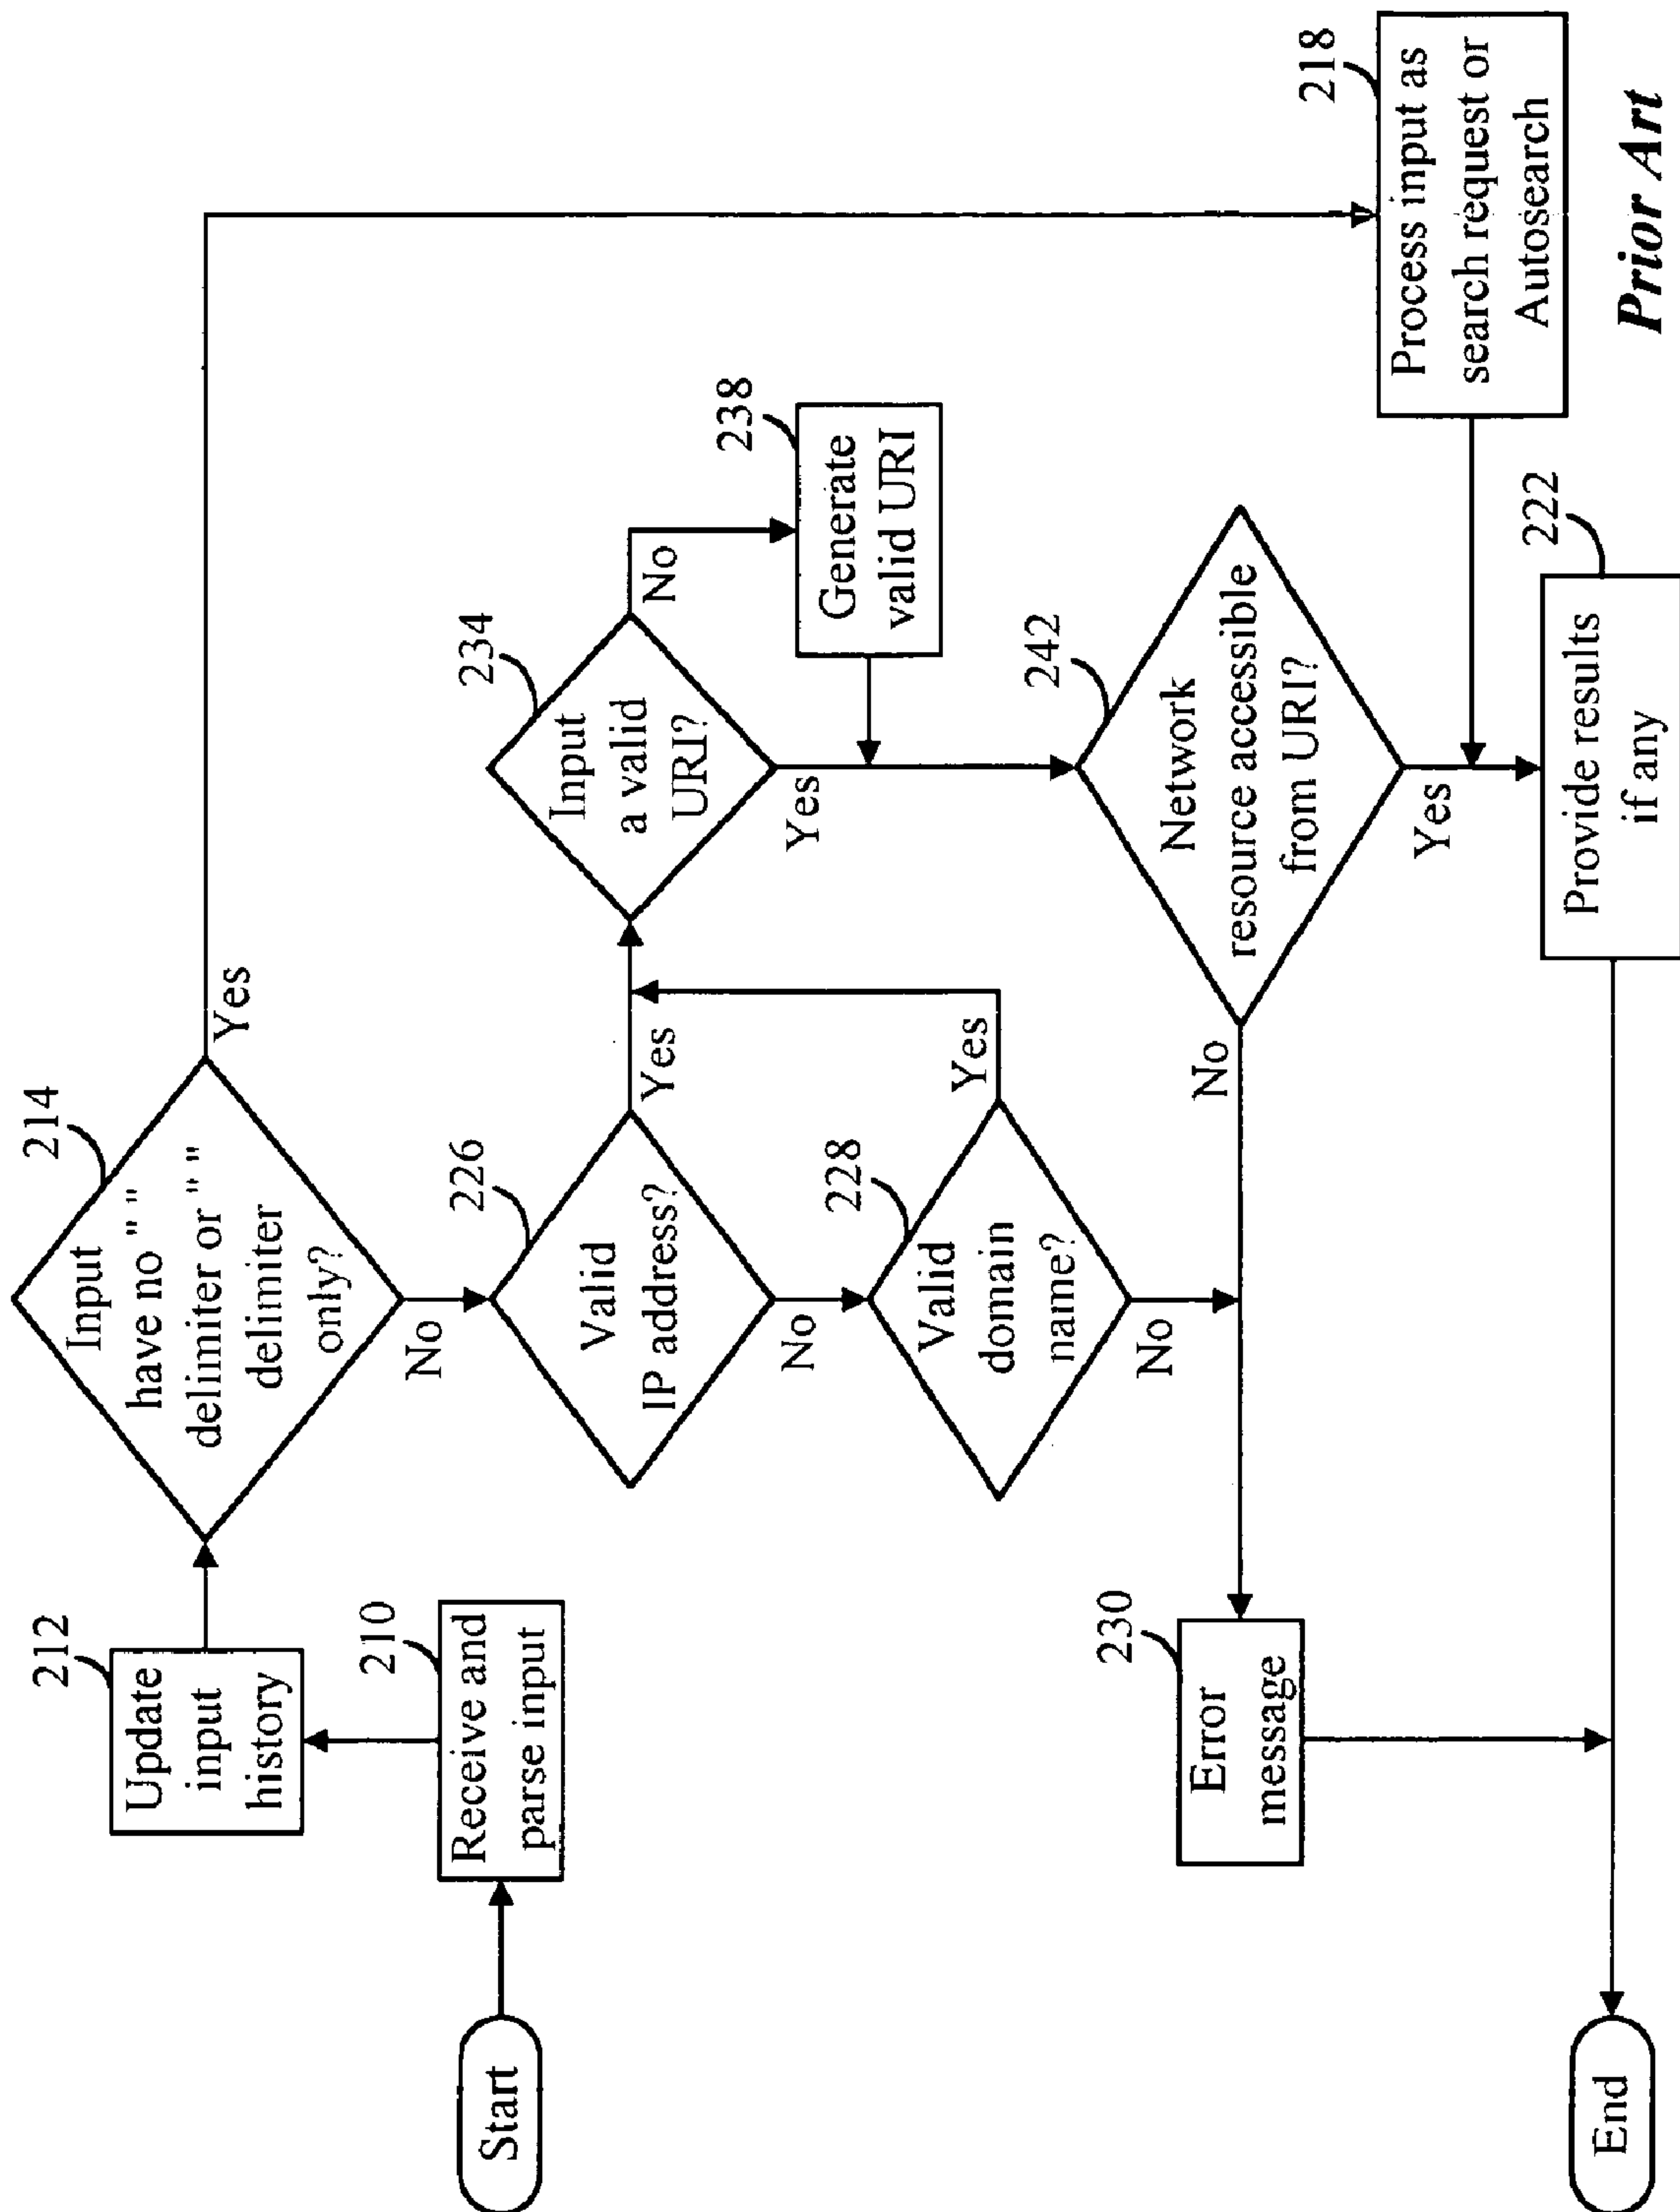 Start
210
Receive and
parse input
212
Update
input
history
214
Input
have no " "
delimiter or " "
delimiter
only?
Yes
No
226
Valid
IP address?
Yes
No
228
Valid
domain
name?
Yes
No
234
Input
a valid
URI?
No
Yes
238
Generate
valid URI
242
Network
resource accessible
from URI?
No
Yes
230
Error
message
218
Process input as
search request or
Autosearch
222
Provide results
if any
End
Prior Art